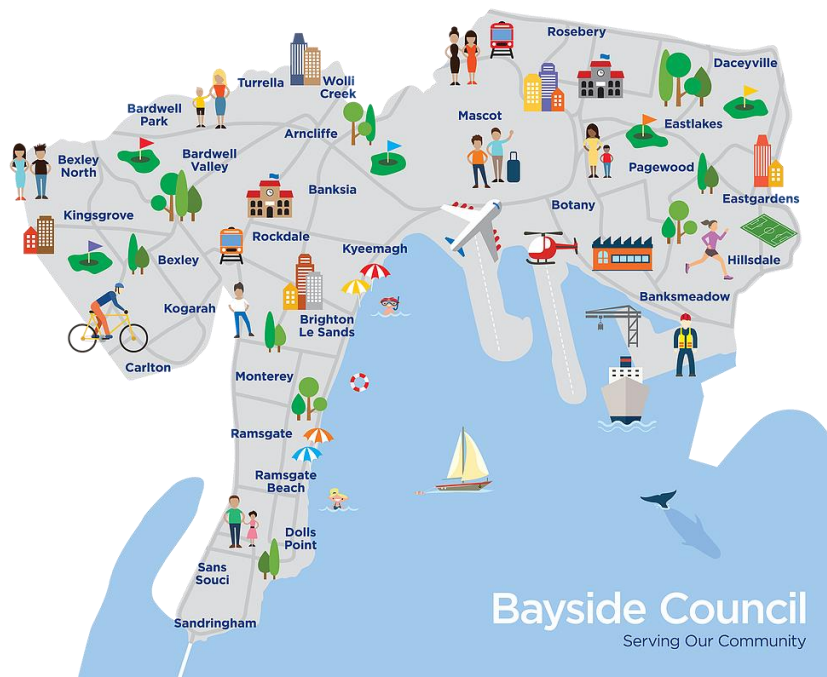 Rosebery
Daceyville
Turrella
Wolli
Creek
Bardwell
Park
Mascot
Eastlakes
Arncliffe
Bexley
North
Bardwell
Valley
Pagewood
Banksia
Eastgardens
Kingsgrove
Botany
Rockdale
Kyeemagh
Bexley
Hillsdale
Banksmeadow
Kogarah
Brighton
Le Sands
Carlton
Monterey
Ramsgate
Ramsgate
Beach
Dolls
Point
Sans
Souci
Sandringham
Bayside Council
Serving Our Community